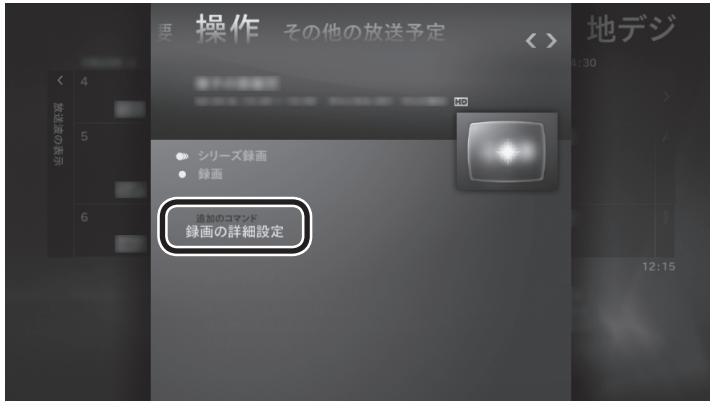 要 操作 その他の放送予定
地デジ
4:30
4
放送波の表示
5
6
HD
シリーズ録画
録画
追加のコマンド
録画の詳細設定
12:15